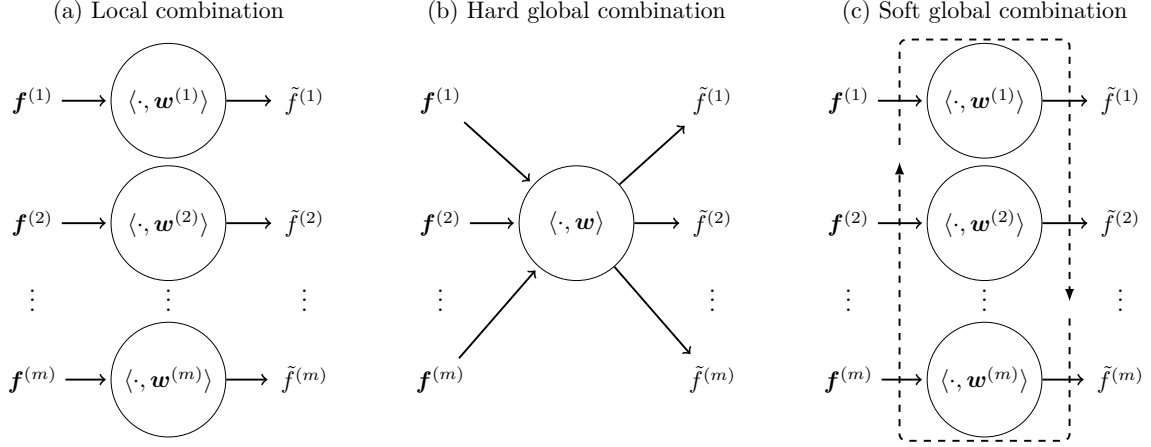 (a) Local combination (b) Hard global combination (c) Soft global combination
𝒇⁽¹⁾ ⟨·, 𝒘⁽¹⁾⟩ f̃⁽¹⁾ 𝒇⁽¹⁾ f̃⁽¹⁾ 𝒇⁽¹⁾ ⟨·, 𝒘⁽¹⁾⟩ f̃⁽¹⁾
𝒇⁽²⁾ ⟨·, 𝒘⁽²⁾⟩ f̃⁽²⁾ 𝒇⁽²⁾ ⟨·, 𝒘⟩ f̃⁽²⁾ 𝒇⁽²⁾ ⟨·, 𝒘⁽²⁾⟩ f̃⁽²⁾
⋮ ⋮ ⋮ ⋮ ⋮ ⋮ ⋮ ⋮
𝒇⁽ᵐ⁾ ⟨·, 𝒘⁽ᵐ⁾⟩ f̃⁽ᵐ⁾ 𝒇⁽ᵐ⁾ f̃⁽ᵐ⁾ 𝒇⁽ᵐ⁾ ⟨·, 𝒘⁽ᵐ⁾⟩ f̃⁽ᵐ⁾